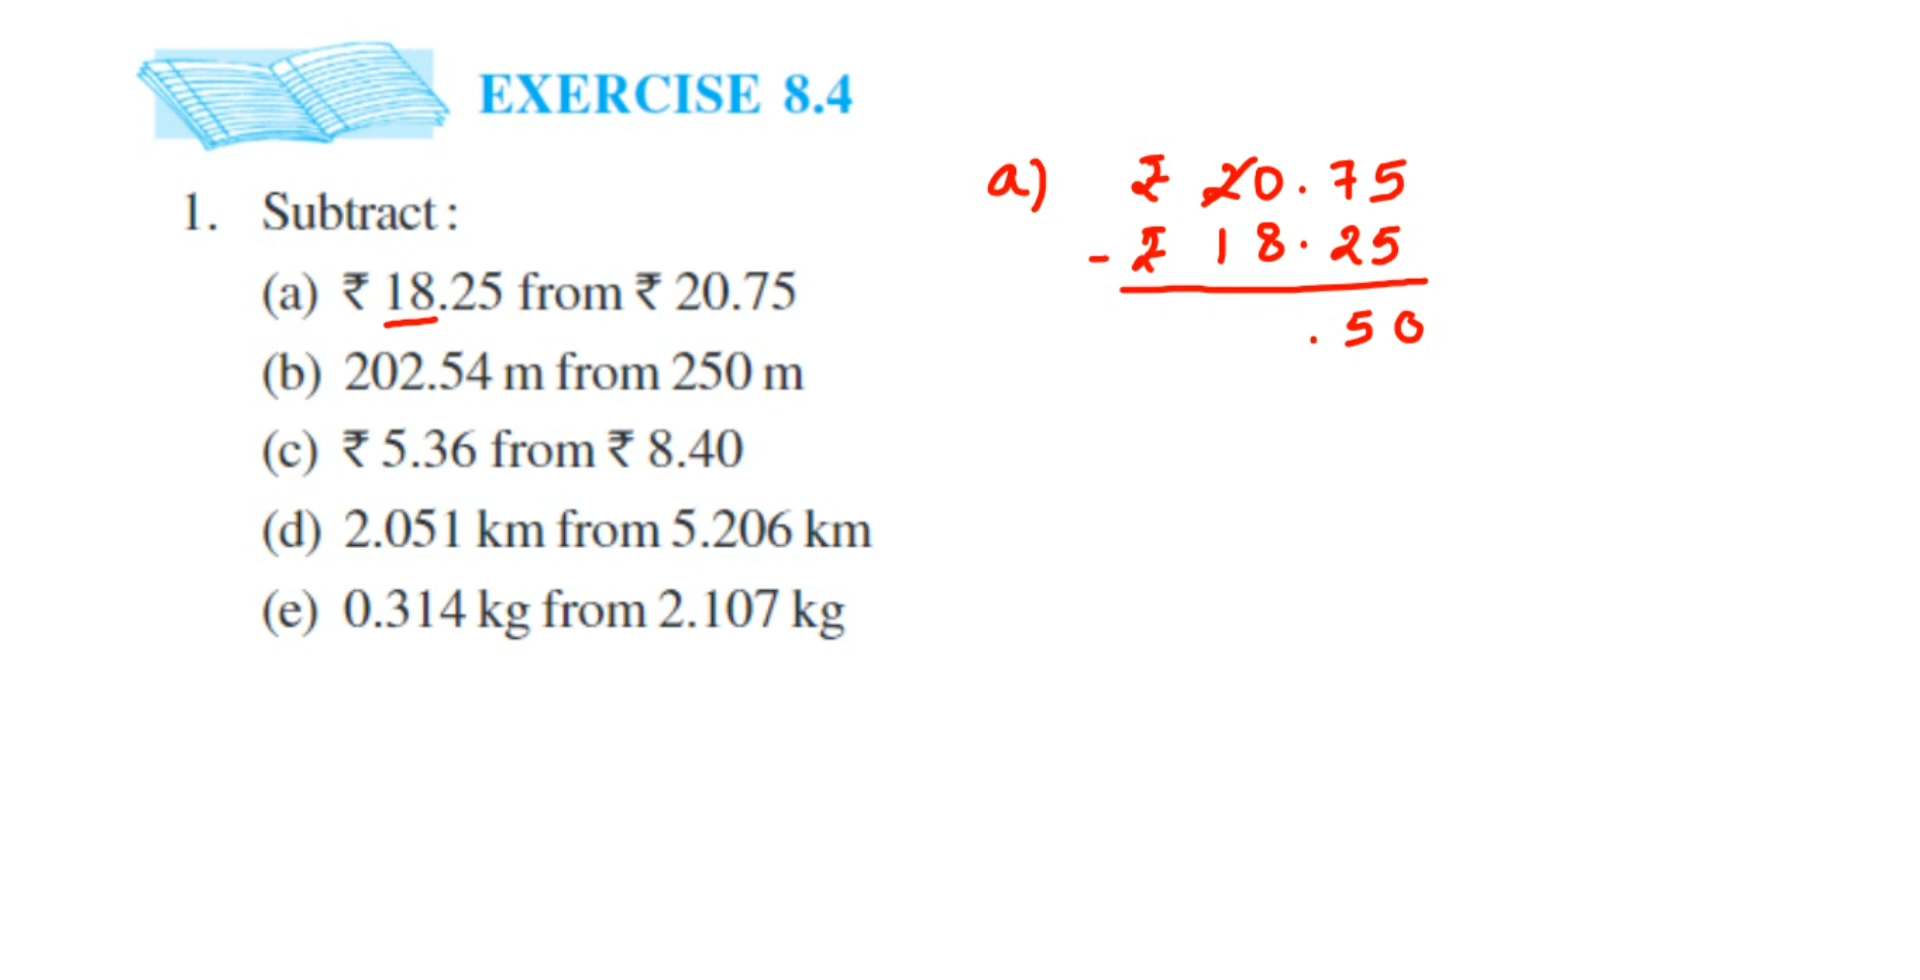 EXERCISE 8.4
1. Subtract :
(a) ₹ 18.25 from ₹ 20.75
(b) 202.54 m from 250 m
(c) ₹ 5.36 from ₹ 8.40
(d) 2.051 km from 5.206 km
(e) 0.314 kg from 2.107 kg
a) ₹ 20.75
- ₹ 18.25
.50